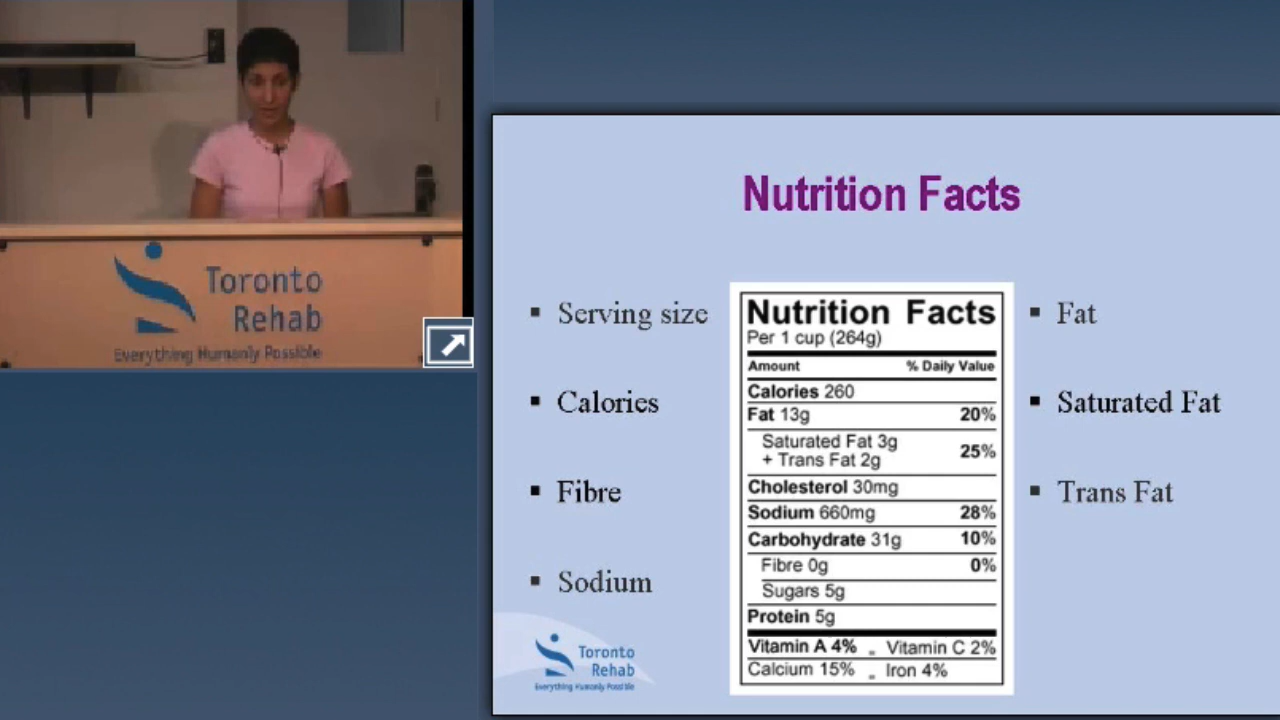 Toronto
Rehab
Everything Humanly Possible
Nutrition Facts
Serving size
Calories
Fibre
Sodium
Nutrition Facts
Per 1 cup (264g)
Amount % Daily Value
Calories 260
Fat 13g 20%
Saturated Fat 3g
+ Trans Fat 2g 25%
Cholesterol 30mg
Sodium 660mg 28%
Carbohydrate 31g 10%
Fibre 0g 0%
Sugars 5g
Protein 5g
Vitamin A 4% Vitamin C 2%
Calcium 15% Iron 4%
Fat
Saturated Fat
Trans Fat
Toronto
Rehab
Everything Humanly Possible